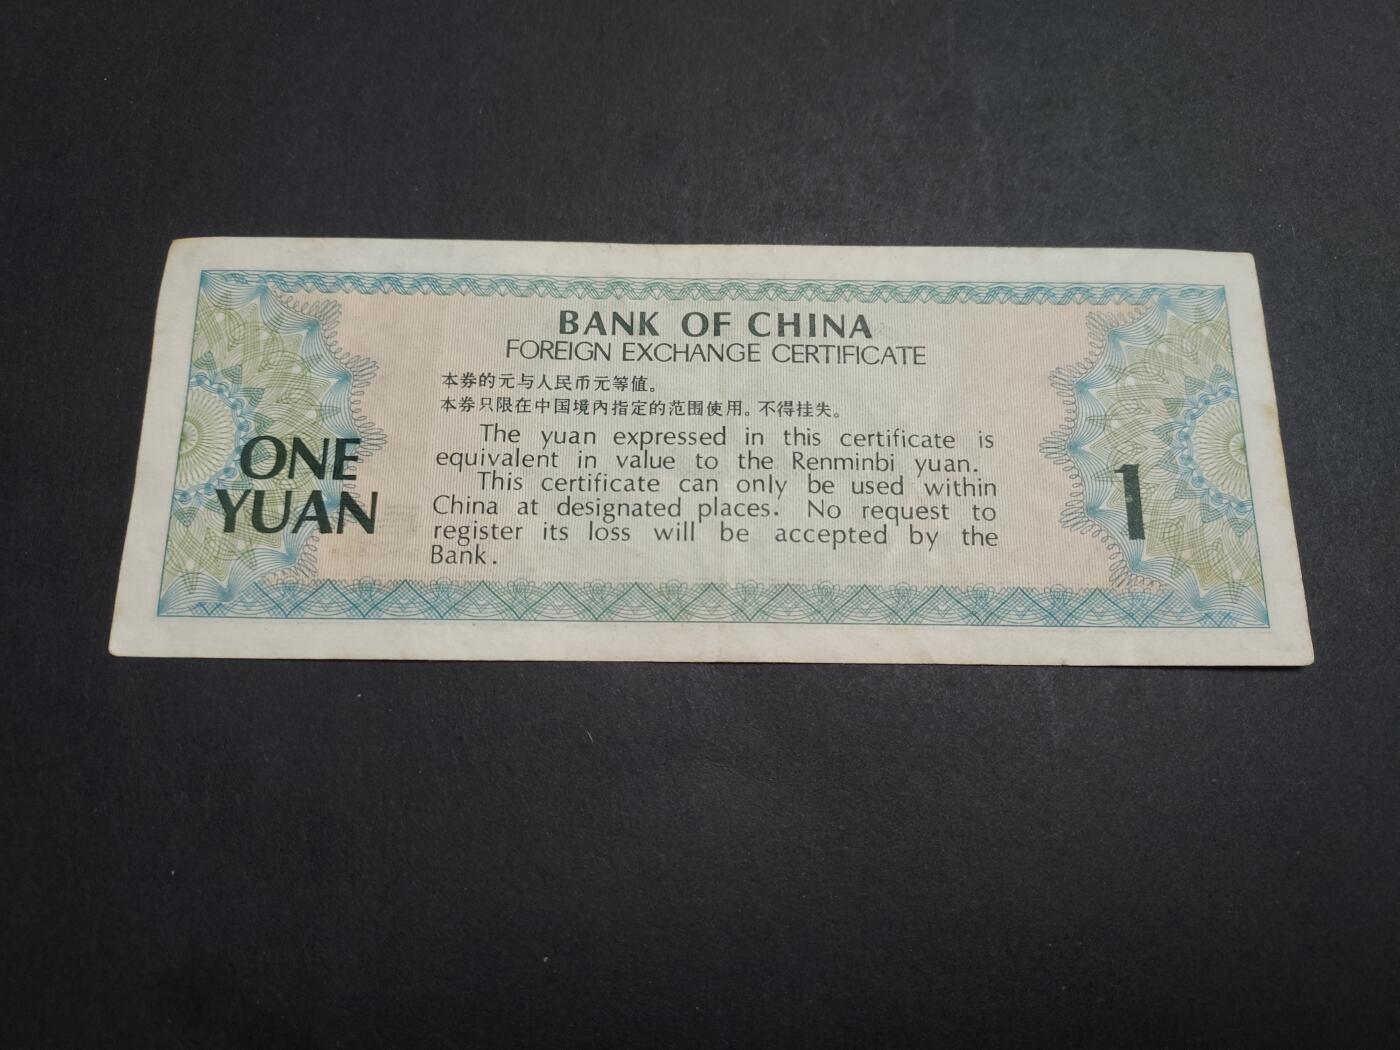 BANK OF CHINA
FOREIGN EXCHANGE CERTIFICATE
本券的元与人民币元等值。
本券只限在中国境内指定的范围使用。不得挂失。
The yuan expressed in this certificate is
equivalent in value to the Renminbi yuan.
This certificate can only be used within
China at designated places. No request to
register its loss will be accepted by the
Bank.
ONE
YUAN
1